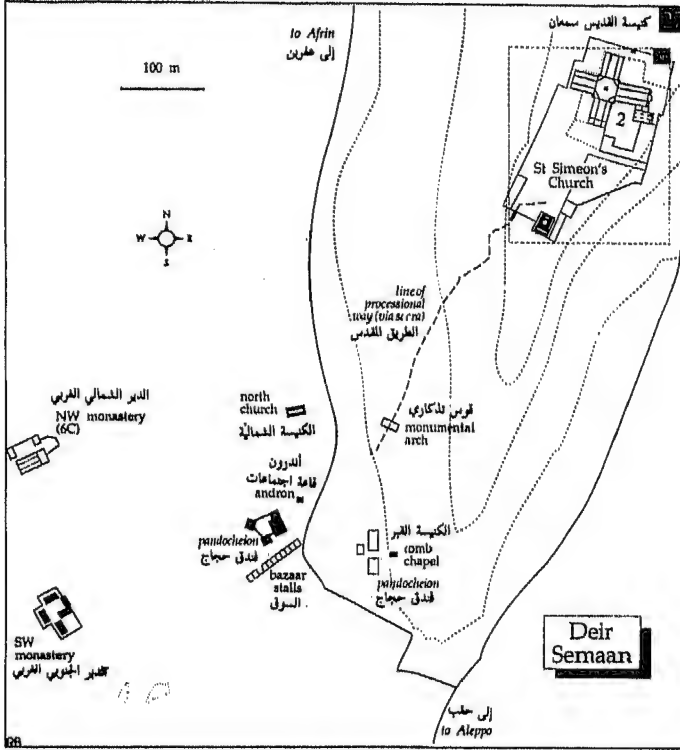 كنيسة القديس سمعان
to Afrin
إلى عفرين
100 m
2
St Simeon's
Church
N
W
E
S
line of
processional
way (via sacra)
الطريق المقدس
الدير الشمالي الغربي
NW monastery
(6C)
north
church
الكنيسة الشمالية
قوس تذكاري
monumental
arch
أندرون
قاعة اجتماعات
andron
الكنيسة القبر
tomb
chapel
pandocheion
فندق حجاج
pandocheion
فندق حجاج
bazaar
stalls
السوق
SW
monastery
الدير الجنوبي الغربي
Deir
Semaan
إلى حلب
to Aleppo
RB